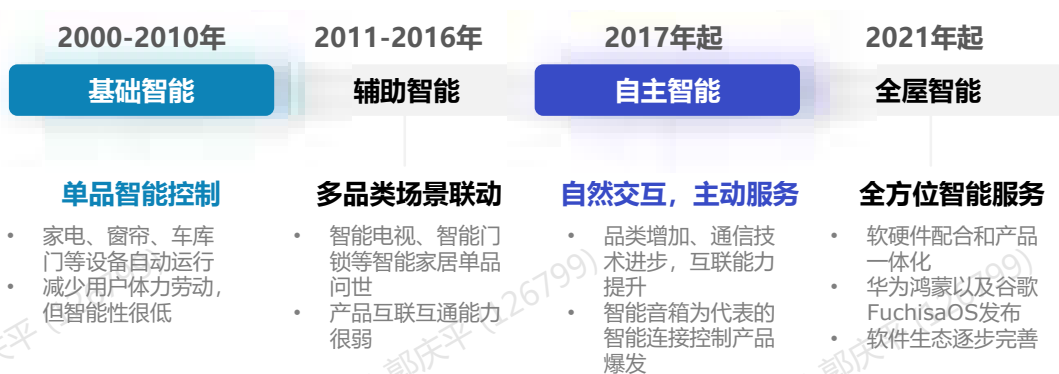 2000-2010年
2011-2016年
2017年起
2021年起
基础智能
辅助智能
自主智能
全屋智能
单品智能控制
• 家电、窗帘、车库
门等设备自动运行
• 减少用户体力劳动，
但智能性很低
多品类场景联动
• 智能电视、智能门
锁等智能家居单品
问世
• 产品互联互通能力
很弱
自然交互，主动服务
• 品类增加、通信技
术进步，互联能力
提升
• 智能音箱为代表的
智能连接控制产品
爆发
全方位智能服务
• 软硬件配合和产品
一体化
• 华为鸿蒙以及谷歌
FuchisaOS发布
• 软件生态逐步完善
郭庆平 (126799)